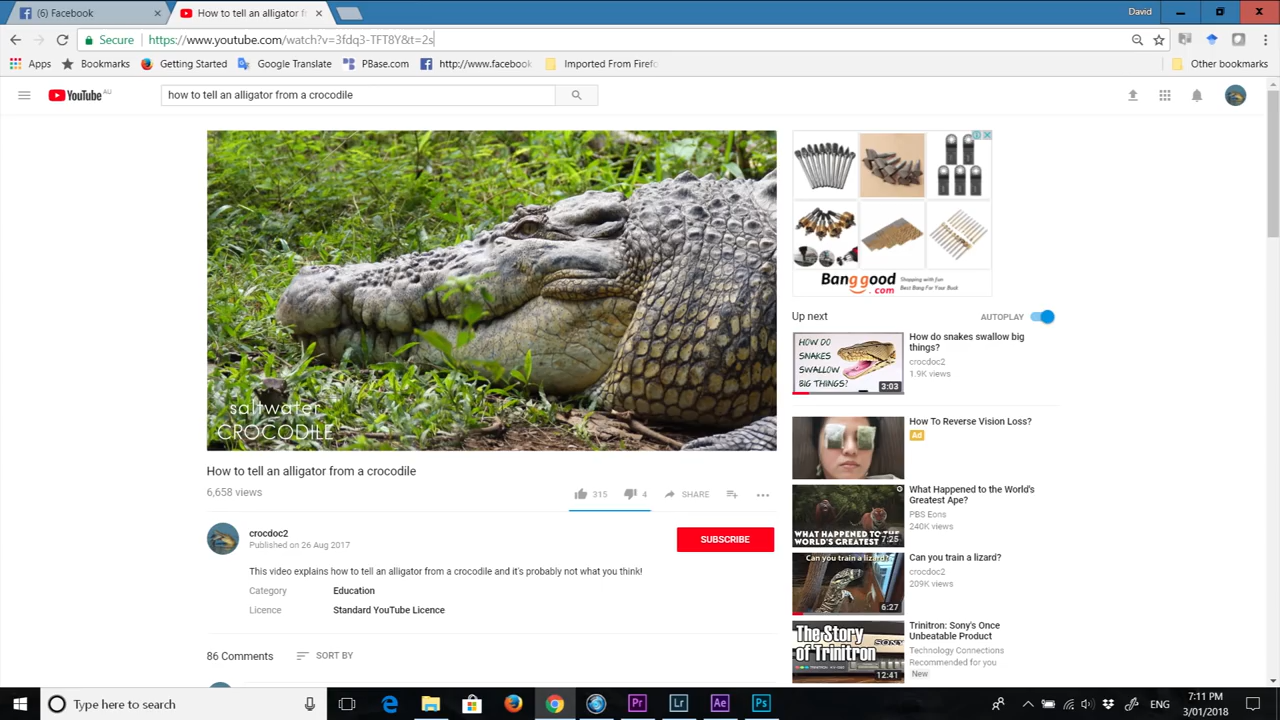 (6) Facebook
How to tell an alligator f
David
Secure https://www.youtube.com/watch?v=3fdq3-TFT8Y&t=2s
Apps Bookmarks Getting Started Google Translate PBase.com http://www.facebook Imported From Firefo Other bookmarks
YouTube AU
how to tell an alligator from a crocodile
saltwater
CROCODILE
Banggood
.com
Shopping with fun
Best Bang For Your Buck
Up next
AUTOPLAY
HOW DO
SNAKES
SWALLOW
BIG THINGS?
3:03
How do snakes swallow big
things?
crocdoc2
1.9K views
How To Reverse Vision Loss?
Ad
WHAT HAPPENED TO THE
WORLD'S GREATEST
7:25
What Happened to the World's
Greatest Ape?
PBS Eons
240K views
Can you train a lizard?
6:27
Can you train a lizard?
crocdoc2
209K views
The Story
of Trinitron
SONY
12:41
Trinitron: Sony's Once
Unbeatable Product
Technology Connections
Recommended for you
New
How to tell an alligator from a crocodile
6,658 views
315 4 SHARE
crocdoc2
Published on 26 Aug 2017
SUBSCRIBE
This video explains how to tell an alligator from a crocodile and it's probably not what you think!
Category Education
Licence Standard YouTube Licence
86 Comments SORT BY
Type here to search
Pr Lr Ae Ps
ENG
7:11 PM
3/01/2018